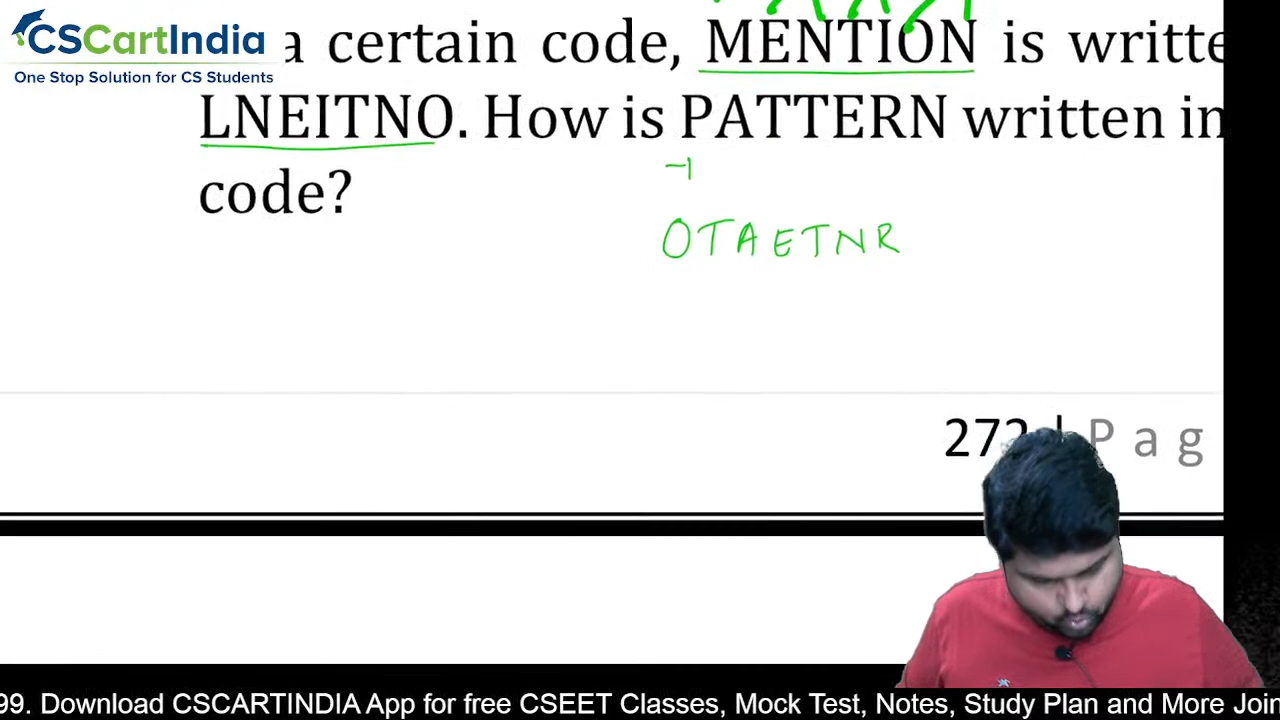 CSCartIndia
One Stop Solution for CS Students
a certain code, MENTION is writte
LNEITNO. How is PATTERN written in
code?
-1
OTAETNR
272 | Pag
99. Download CSCARTINDIA App for free CSEET Classes, Mock Test, Notes, Study Plan and More Join